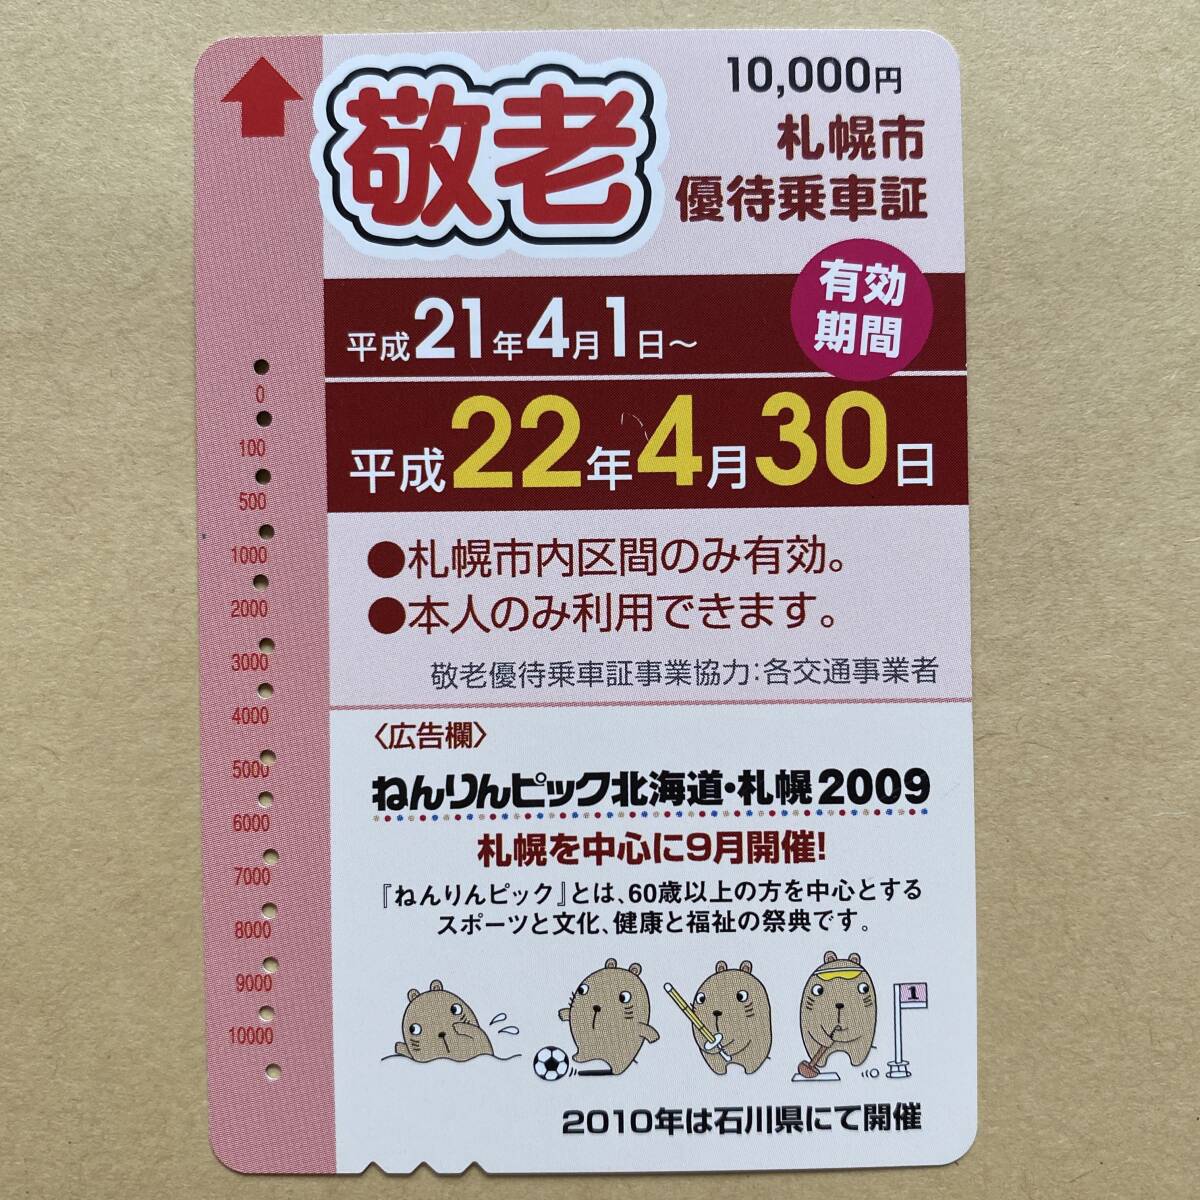 敬老
10,000円
札幌市
優待乗車証
有効
期間
平成21年4月1日～
平成22年4月30日
●札幌市内区間のみ有効。
●本人のみ利用できます。
敬老優待乗車証事業協力:各交通事業者
0
100
500
1000
2000
3000
4000
5000
6000
7000
8000
9000
10000
〈広告欄〉
ねんりんピック北海道・札幌2009
札幌を中心に9月開催!
『ねんりんピック』とは、60歳以上の方を中心とする
スポーツと文化、健康と福祉の祭典です。
1
2010年は石川県にて開催